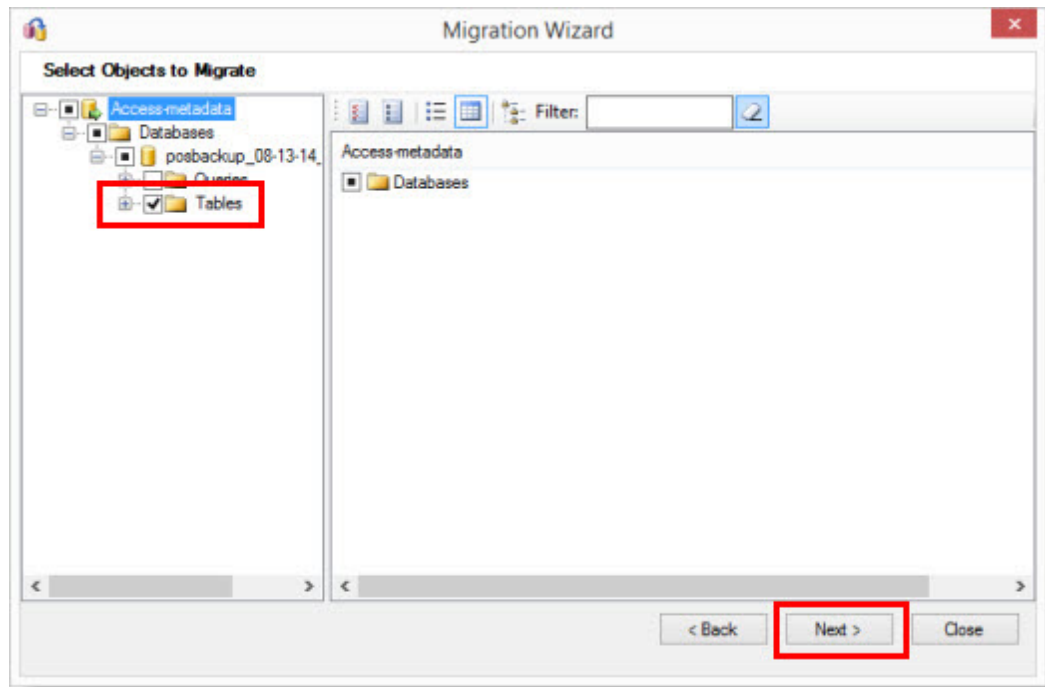 Migration Wizard
Select Objects to Migrate
Access-metadata
Databases
posbackup_08-13-14_
Queries
Tables
Filter:
Access-metadata
Databases
< Back
Next >
Close